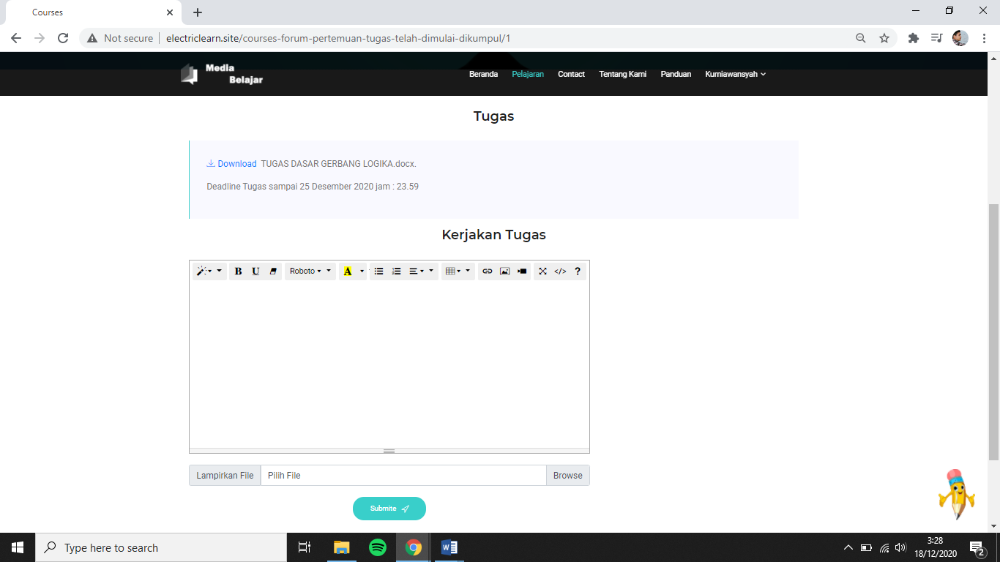 Courses
Not secure electriclearn.site/courses-forum-pertemuan-tugas-telah-dimulai-dikumpul/1
Media
Belajar
Beranda Pelajaran Contact Tentang Kami Panduan Kurniawansyah
Tugas
Download TUGAS DASAR GERBANG LOGIKA.docx.
Deadline Tugas sampai 25 Desember 2020 jam : 23.59
Kerjakan Tugas
B U Roboto A </> ?
Lampirkan File Pilih File Browse
Submite
Type here to search
3:28
18/12/2020
2